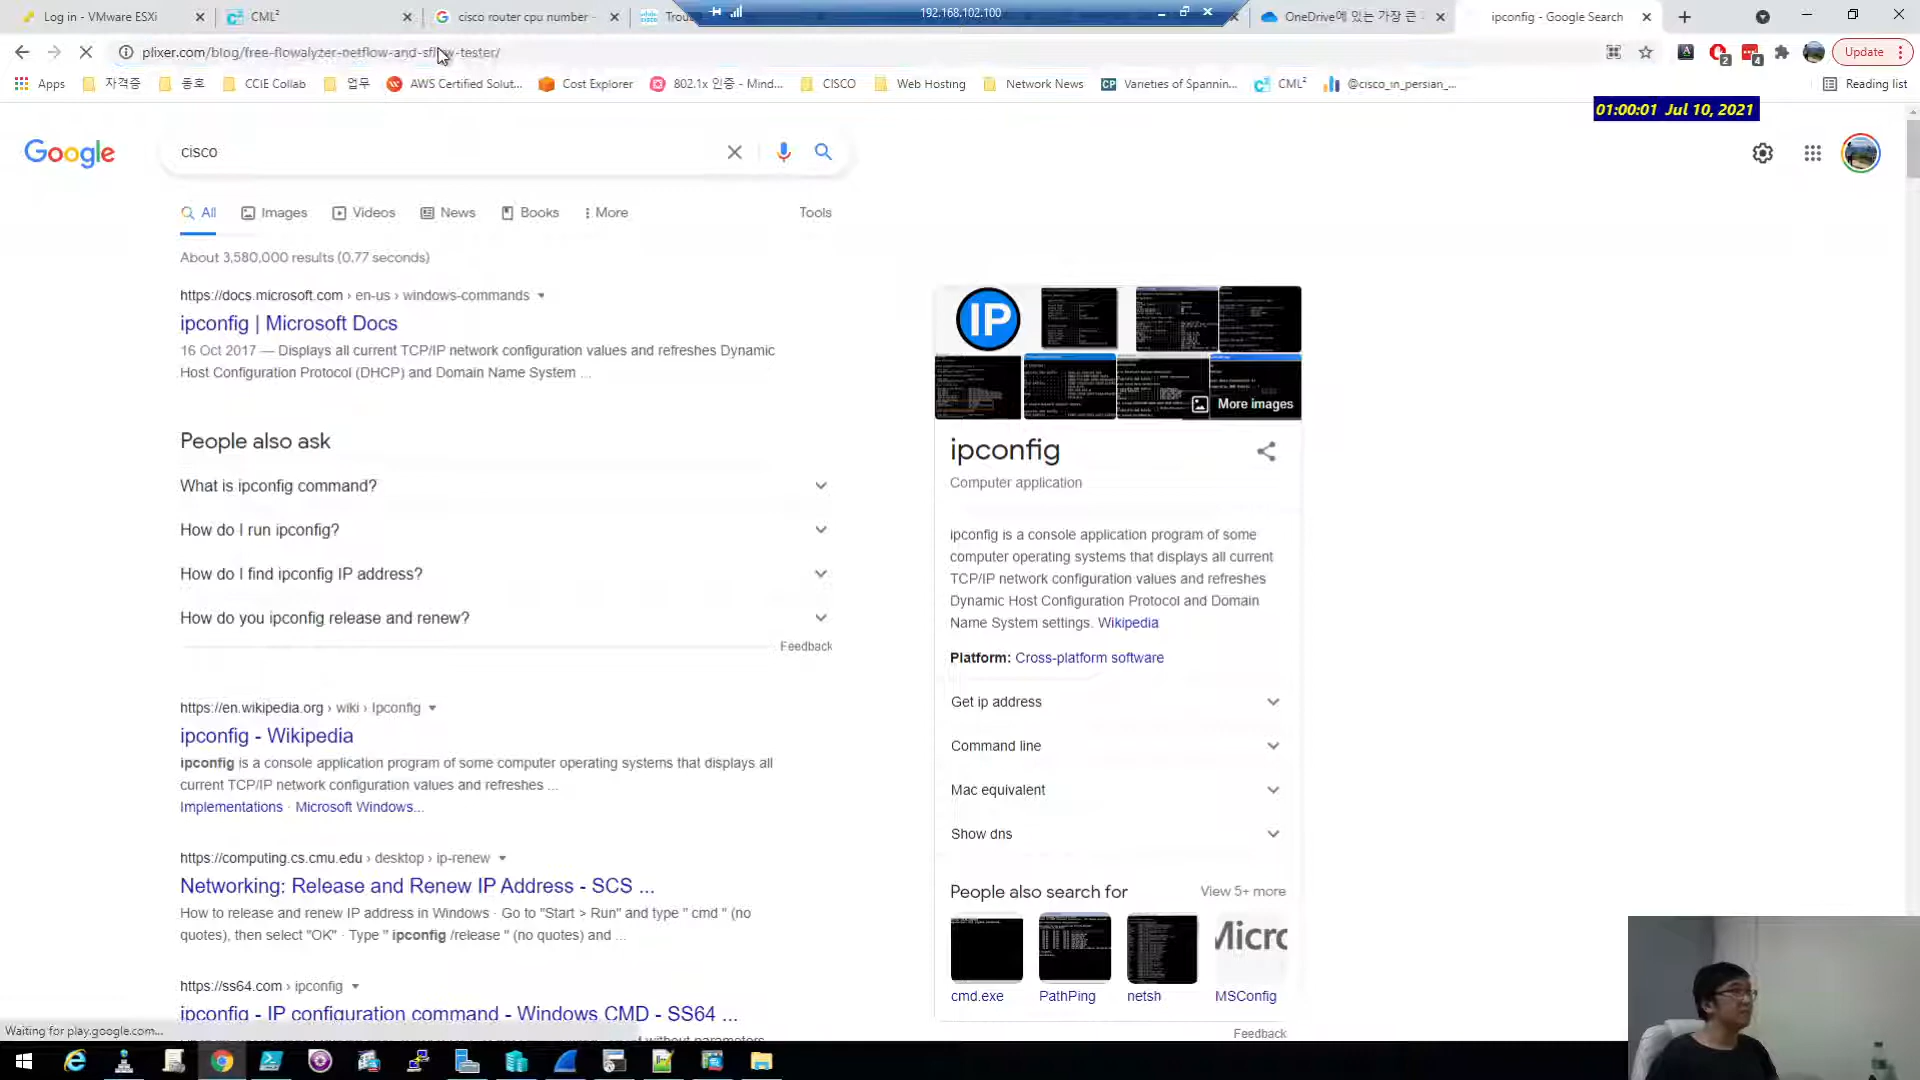 Log in - VMware ESXi
CML²
cisco router cpu number -
Trou
192.168.102.100
OneDrive에 있는 가장 큰
ipconfig - Google Search
plixer.com/blog/free-flowalyzer-netflow-and-sflow-tester/
2
4
Update
Apps
자격증
동호
CCiE Collab
업무
AWS Certified Solut...
Cost Explorer
802.1x 인증 - Mind...
CISCO
Web Hosting
Network News
CP
Varieties of Spannin...
CML²
@cisco_in_persian_...
Reading list
01:00:01 Jul 10, 2021
Google
cisco
All
Images
Videos
News
Books
More
Tools
About 3,580,000 results (0.77 seconds)
https://docs.microsoft.com › en-us › windows-commands
ipconfig | Microsoft Docs
16 Oct 2017 — Displays all current TCP/IP network configuration values and refreshes Dynamic
Host Configuration Protocol (DHCP) and Domain Name System ...
People also ask
What is ipconfig command?
How do I run ipconfig?
How do I find ipconfig IP address?
How do you ipconfig release and renew?
Feedback
https://en.wikipedia.org › wiki › Ipconfig
ipconfig - Wikipedia
ipconfig is a console application program of some computer operating systems that displays all
current TCP/IP network configuration values and refreshes ...
Implementations · Microsoft Windows...
https://computing.cs.cmu.edu › desktop › ip-renew
Networking: Release and Renew IP Address - SCS ...
How to release and renew IP address in Windows · Go to "Start > Run" and type " cmd " (no
quotes), then select "OK" · Type " ipconfig /release " (no quotes) and ...
https://ss64.com › ipconfig
ipconfig - IP configuration command - Windows CMD - SS64 ...
Waiting for play.google.com...
IP
More images
ipconfig
Computer application
ipconfig is a console application program of some
computer operating systems that displays all current
TCP/IP network configuration values and refreshes
Dynamic Host Configuration Protocol and Domain
Name System settings. Wikipedia
Platform: Cross-platform software
Get ip address
Command line
Mac equivalent
Show dns
People also search for
View 5+ more
Micro
cmd.exe
PathPing
netsh
MSConfig
Feedback